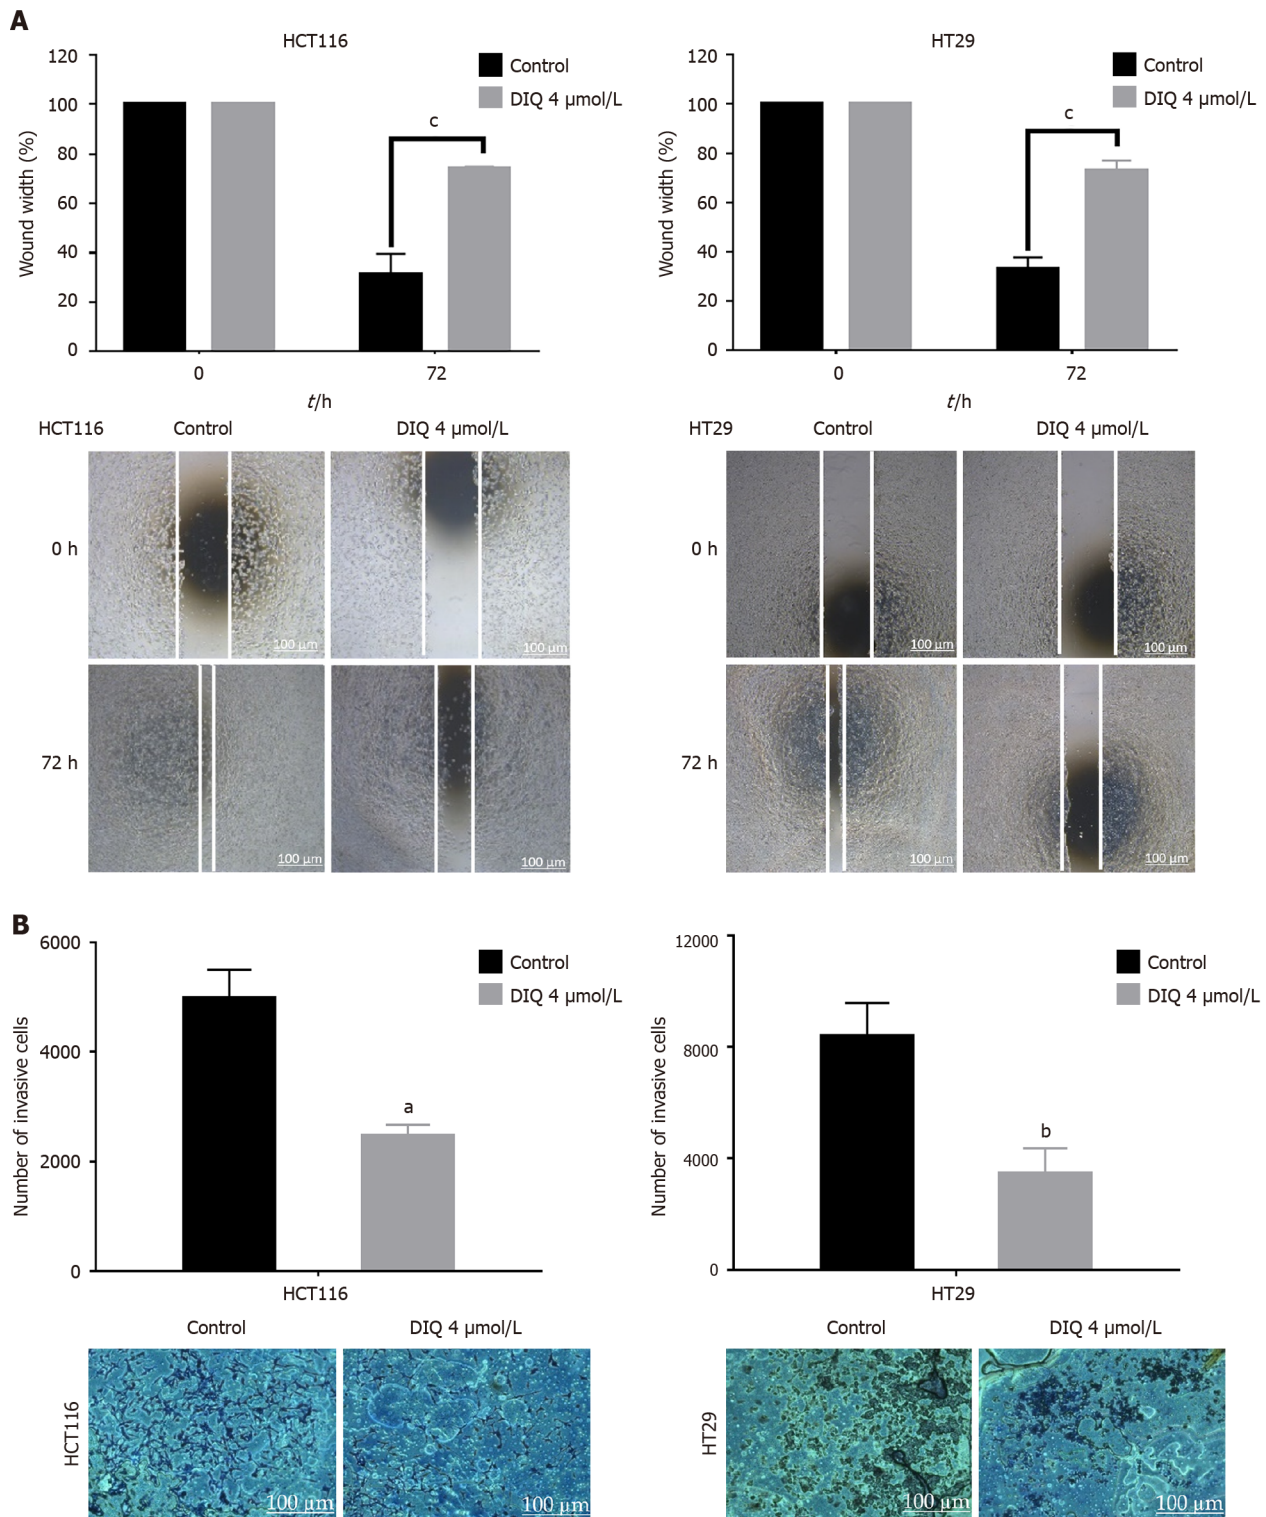 A
HCT116
Control
DIQ 4 µmol/L
Wound width (%)
120
100
80
60
40
20
0
c
0
72
t/h
HT29
Control
DIQ 4 µmol/L
Wound width (%)
120
100
80
60
40
20
0
c
0
72
t/h
HCT116
Control
DIQ 4 µmol/L
0 h
100 µm
100 µm
72 h
100 µm
100 µm
HT29
Control
DIQ 4 µmol/L
0 h
100 µm
100 µm
72 h
100 µm
100 µm
B
Control
DIQ 4 µmol/L
Number of invasive cells
6000
4000
2000
0
a
HCT116
Control
DIQ 4 µmol/L
Number of invasive cells
12000
8000
4000
0
b
HT29
Control
DIQ 4 µmol/L
HCT116
100 µm
100 µm
Control
DIQ 4 µmol/L
HT29
100 µm
100 µm